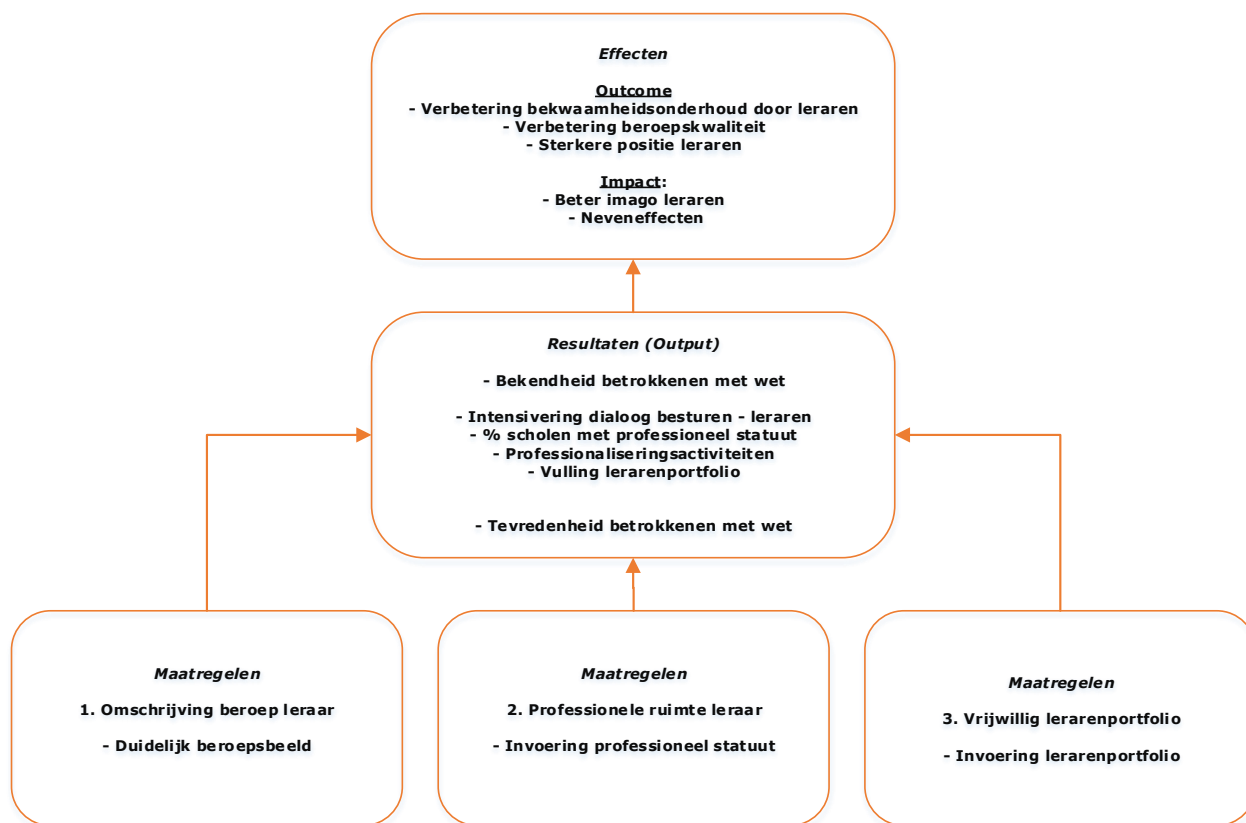 Effecten
Outcome
- Verbetering bekwaamheidsonderhoud door leraren
- Verbetering beroepskwaliteit
- Sterkere positie leraren
Impact:
- Beter imago leraren
- Neveneffecten
Resultaten (Output)
- Bekendheid betrokkenen met wet
- Intensivering dialoog besturen - leraren
- % scholen met professioneel statuut
- Professionaliseringsactiviteiten
- Vulling lerarenportfolio
- Tevredenheid betrokkenen met wet
Maatregelen
1. Omschrijving beroep leraar
- Duidelijk beroepsbeeld
Maatregelen
2. Professionele ruimte leraar
- Invoering professioneel statuut
Maatregelen
3. Vrijwillig lerarenportfolio
- Invoering lerarenportfolio